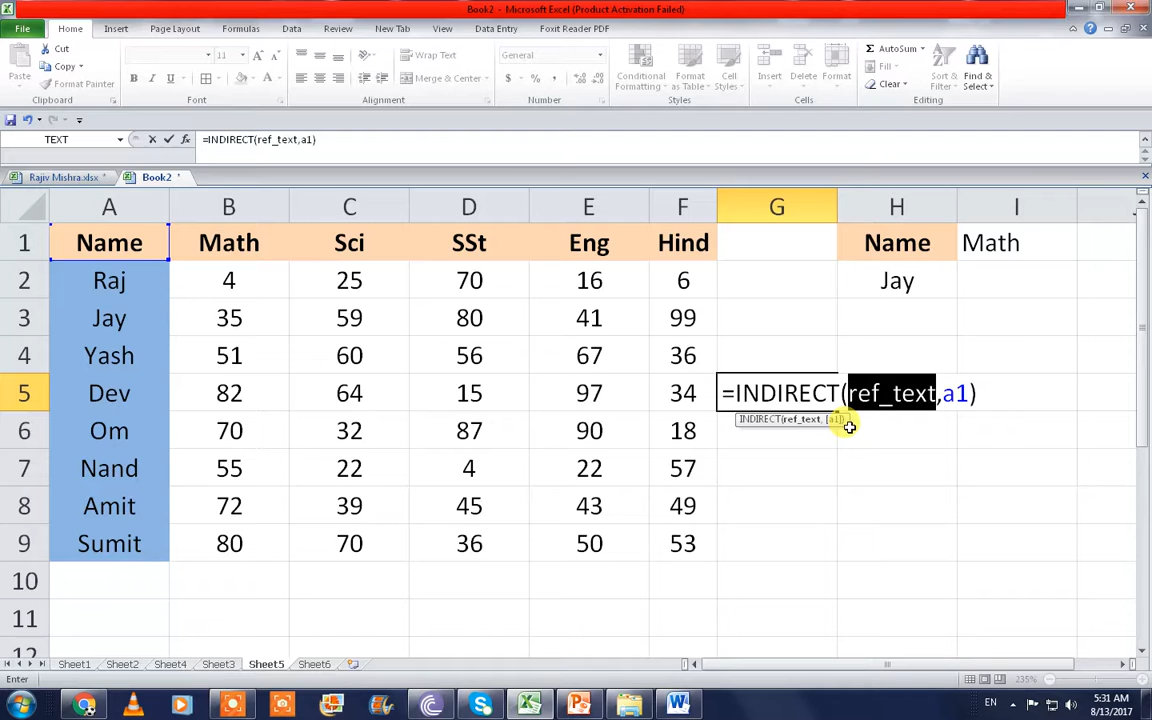 Book2 - Microsoft Excel (Product Activation Failed)
File Home Insert Page Layout Formulas Data Review New Tab View Data Entry Foxit Reader PDF
Paste Cut Copy Format Painter Clipboard
11 B I U A Font
Wrap Text Merge & Center Alignment
General $ % , Number
Conditional Formatting Format as Table Cell Styles Styles
Insert Delete Format Cells
Σ AutoSum Fill Clear Sort & Filter Find & Select Editing
TEXT fx =INDIRECT(ref_text,a1)
Rajiv Mishra.xlsx * Book2 *
A B C D E F G H I
1 Name Math Sci SSt Eng Hind Name Math
2 Raj 4 25 70 16 6 Jay
3 Jay 35 59 80 41 99
4 Yash 51 60 56 67 36
5 Dev 82 64 15 97 34 =INDIRECT(ref_text,a1)
INDIRECT(ref_text, [a1])
6 Om 70 32 87 90 18
7 Nand 55 22 4 22 57
8 Amit 72 39 45 43 49
9 Sumit 80 70 36 50 53
10
11
12
Sheet1 Sheet2 Sheet4 Sheet3 Sheet5 Sheet6
Enter 235%
EN 5:31 AM
8/13/2017